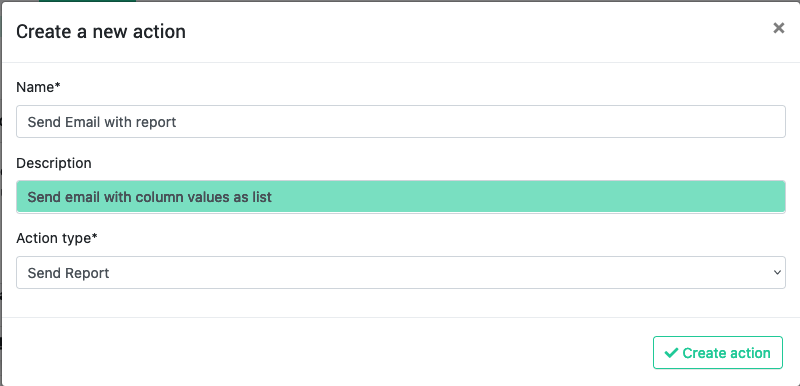 Create a new action
×
Name*
Send Email with report
Description
Send email with column values as list
Action type*
Send Report
Create action